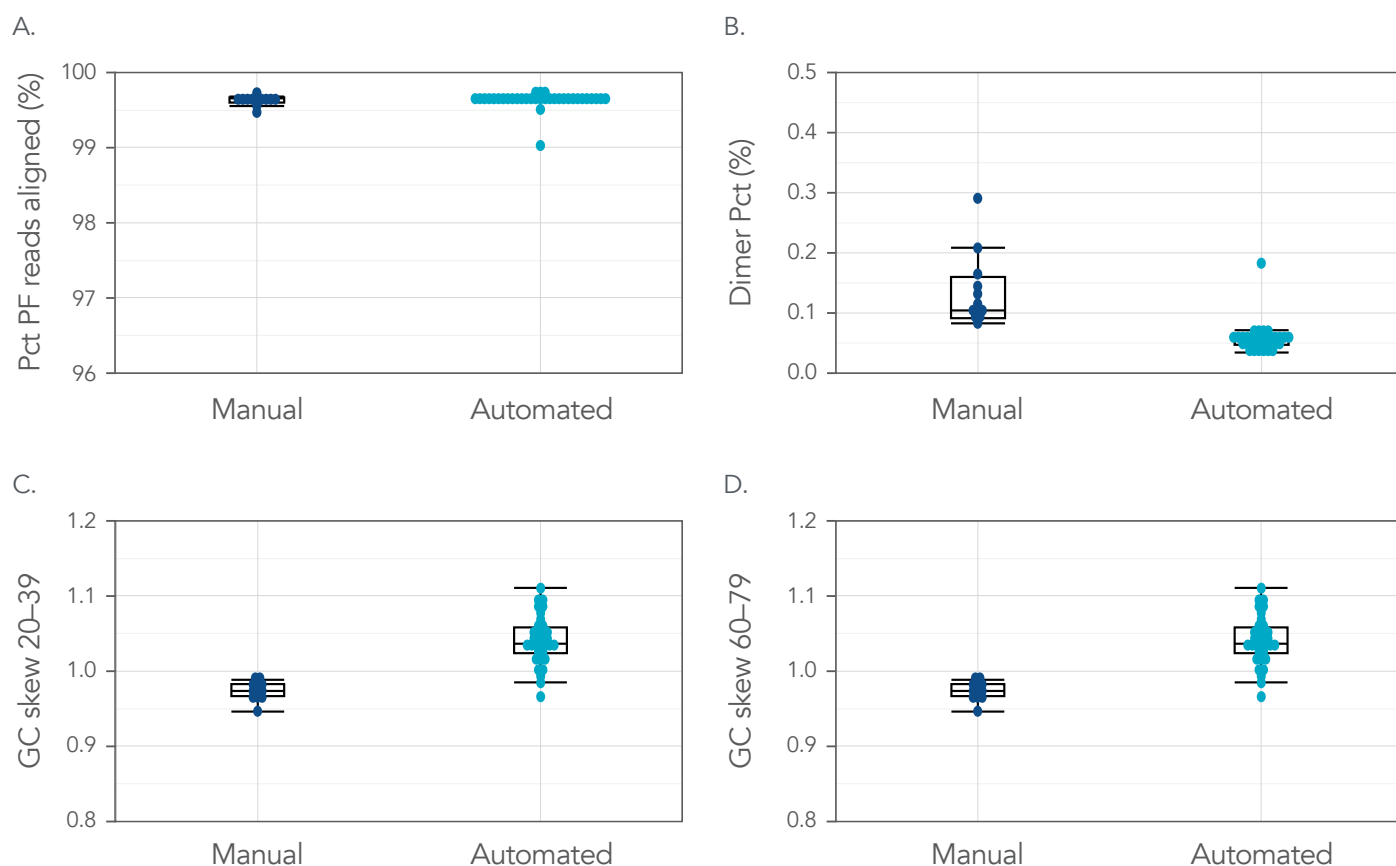 A.
Pct PF reads aligned (%)
100
99
98
97
96
Manual
Automated
B.
Dimer Pct (%)
0.5
0.4
0.3
0.2
0.1
0.0
Manual
Automated
C.
GC skew 20–39
1.2
1.1
1.0
0.9
0.8
Manual
Automated
D.
GC skew 60–79
1.2
1.1
1.0
0.9
0.8
Manual
Automated